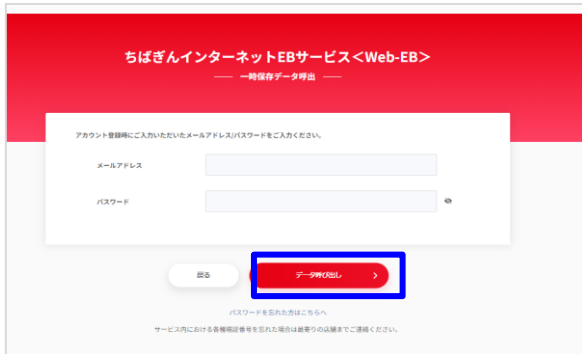 ちばぎんインターネットEBサービス＜Web-EB＞
一時保存データ呼出
アカウント登録時にご入力いただいたメールアドレス/パスワードをご入力ください。
メールアドレス
パスワード
戻る
データ呼び出し
パスワードを忘れた方はこちらへ
サービス内における各種暗証番号を忘れた場合は最寄りの店舗までご連絡ください。